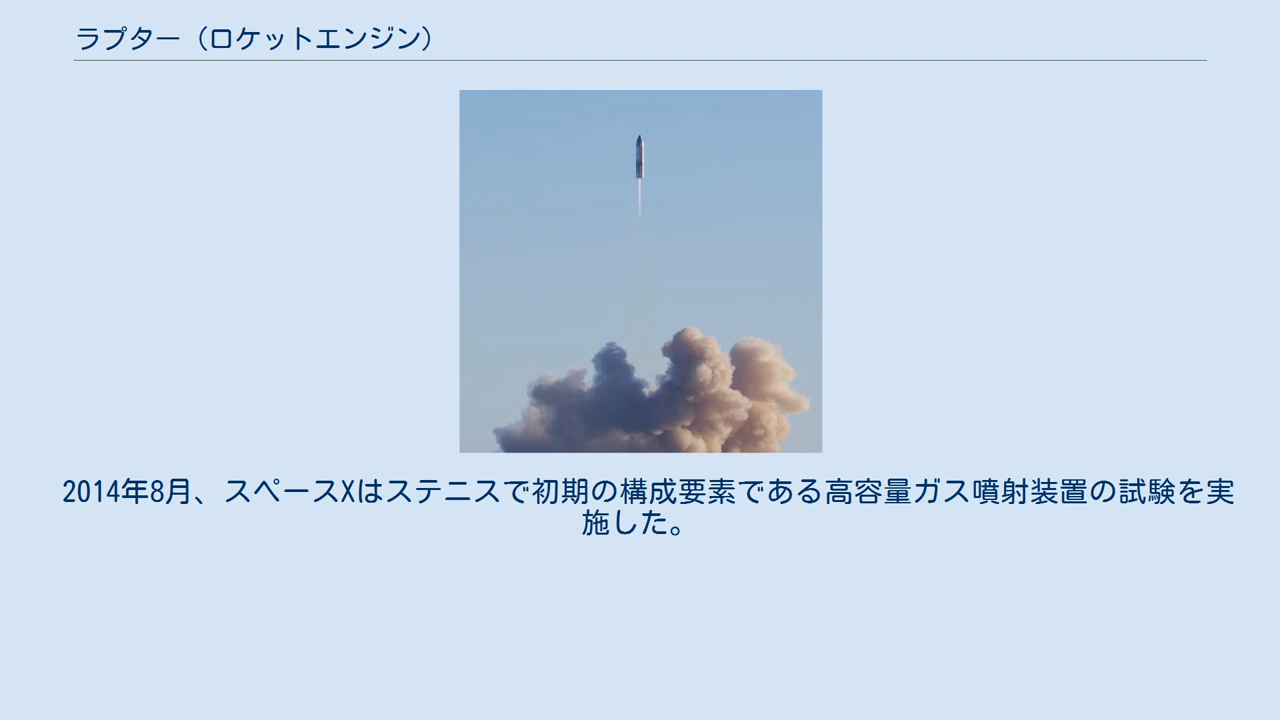 ラプター（ロケットエンジン）
2014年8月、スペースXはステニスで初期の構成要素である高容量ガス噴射装置の試験を実
施した。